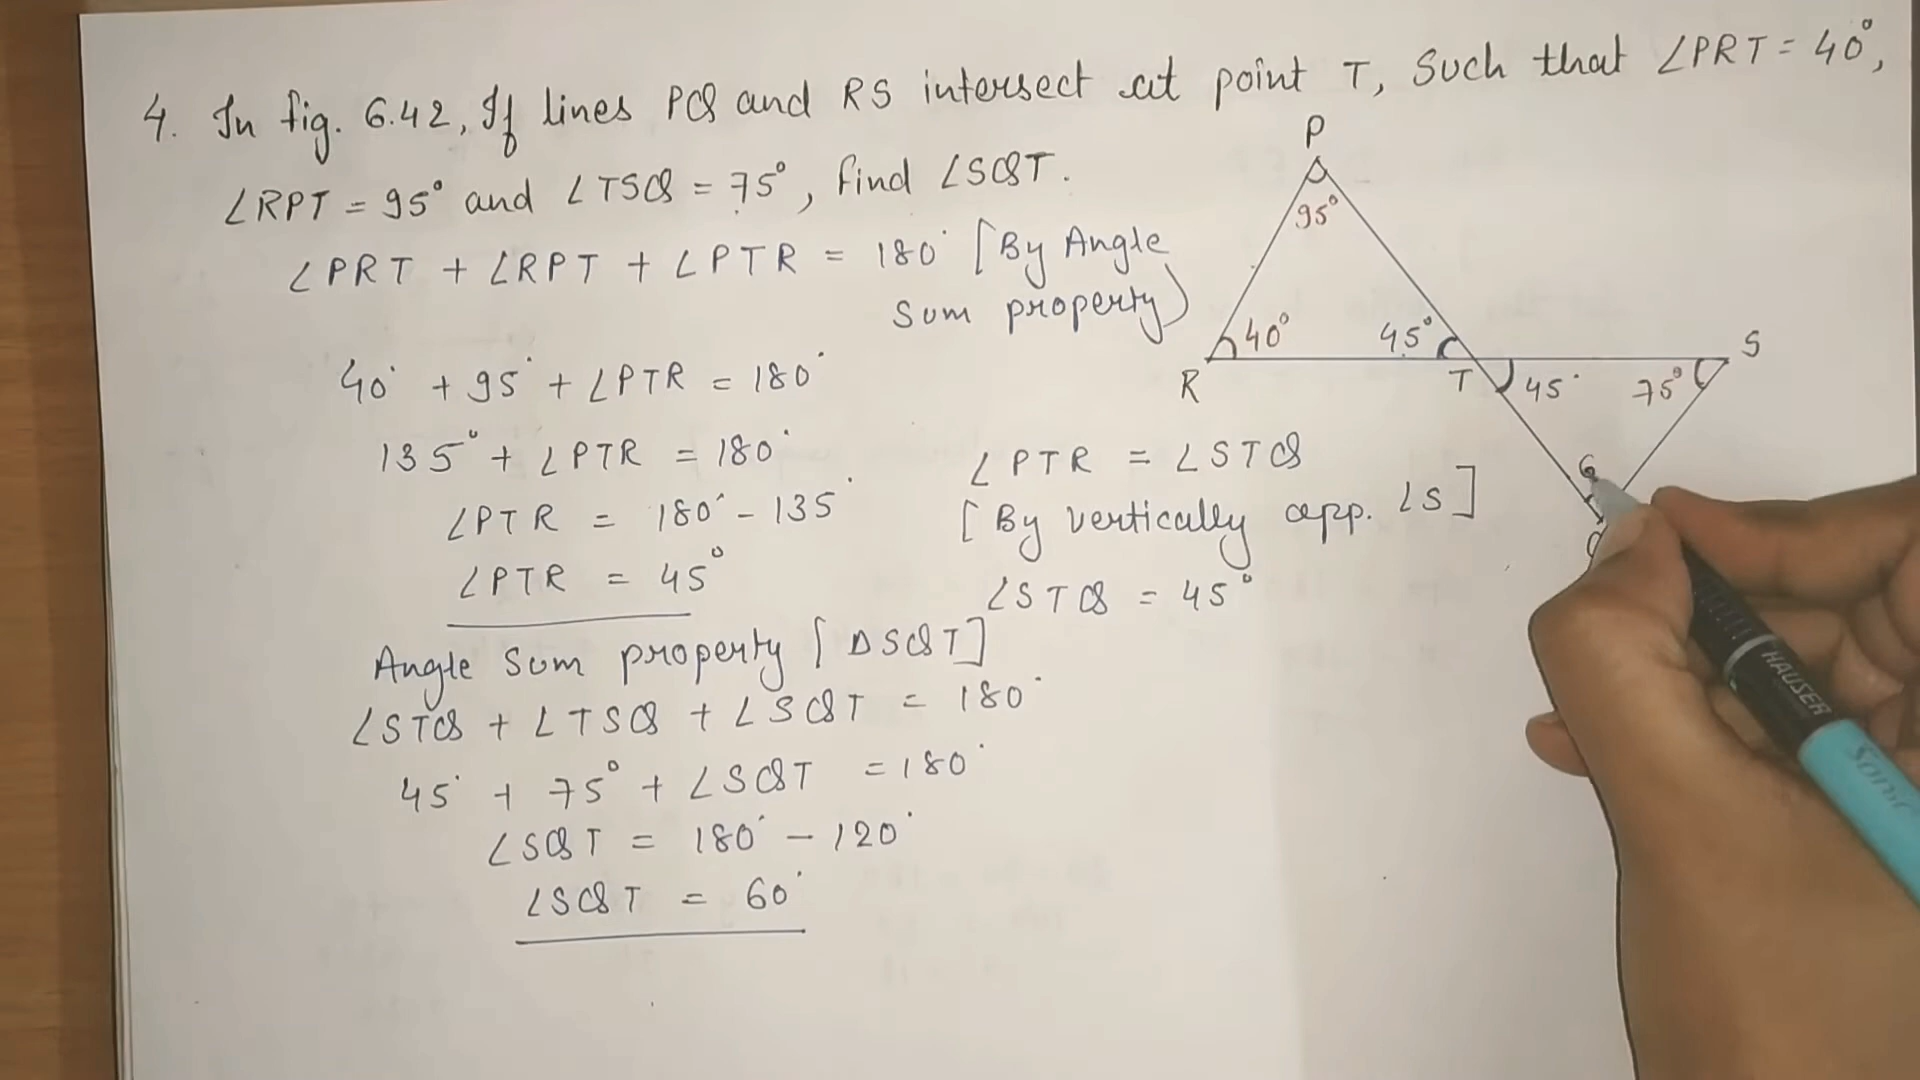 4. In fig. 6.42, If lines PQ and RS intersect at point T, Such that ∠PRT = 40°,
∠RPT = 95° and ∠TSQ = 75°, find ∠SQT.
∠PRT + ∠RPT + ∠PTR = 180° [By Angle
Sum property)
40° + 95° + ∠PTR = 180°
135° + ∠PTR = 180°
∠PTR = 180° - 135°
∠PTR = 45°
∠PTR = ∠STQ
[By vertically opp. ∠S]
∠STQ = 45°
Angle Sum property [ΔSQT]
∠STQ + ∠TSQ + ∠SQT = 180°
45° + 75° + ∠SQT = 180°
∠SQT = 180° - 120°
∠SQT = 60°
P
95°
40°
45°
R
T
45°
75°
S
6
HAUSER
Sonic